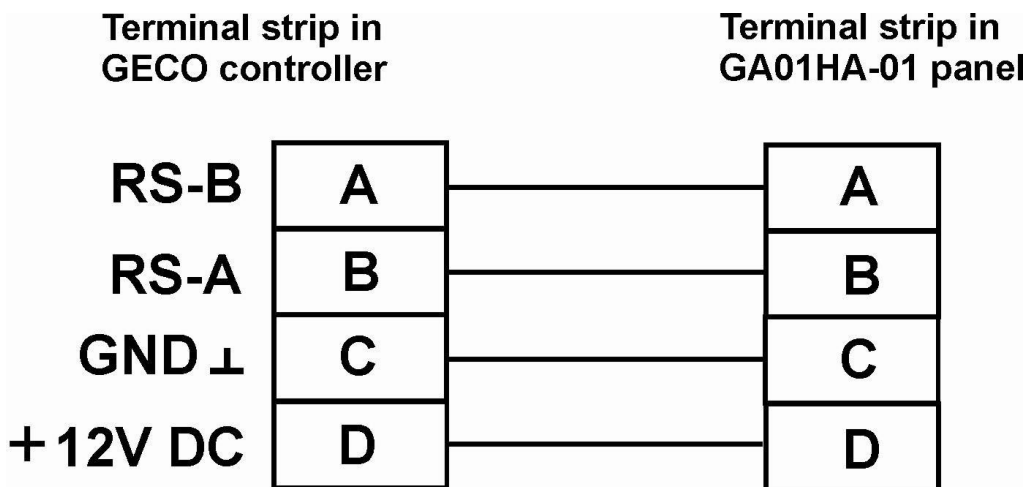 Terminal strip in
GECO controller
Terminal strip in
GA01HA-01 panel
RS-B A A
RS-A B B
GND ⊥ C C
+12V DC D D